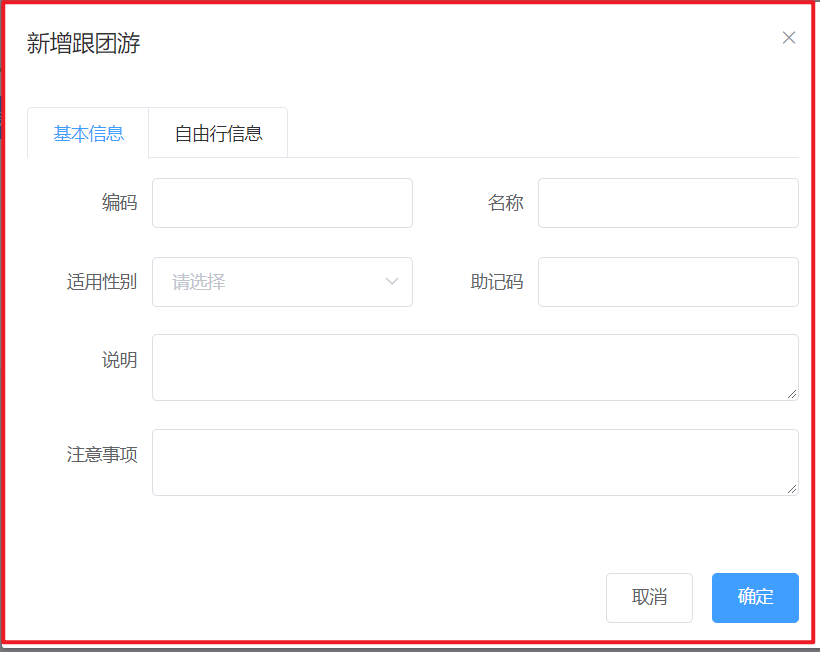 新增跟团游
基本信息 自由行信息
编码 名称
适用性别 请选择 助记码
说明
注意事项
取消 确定